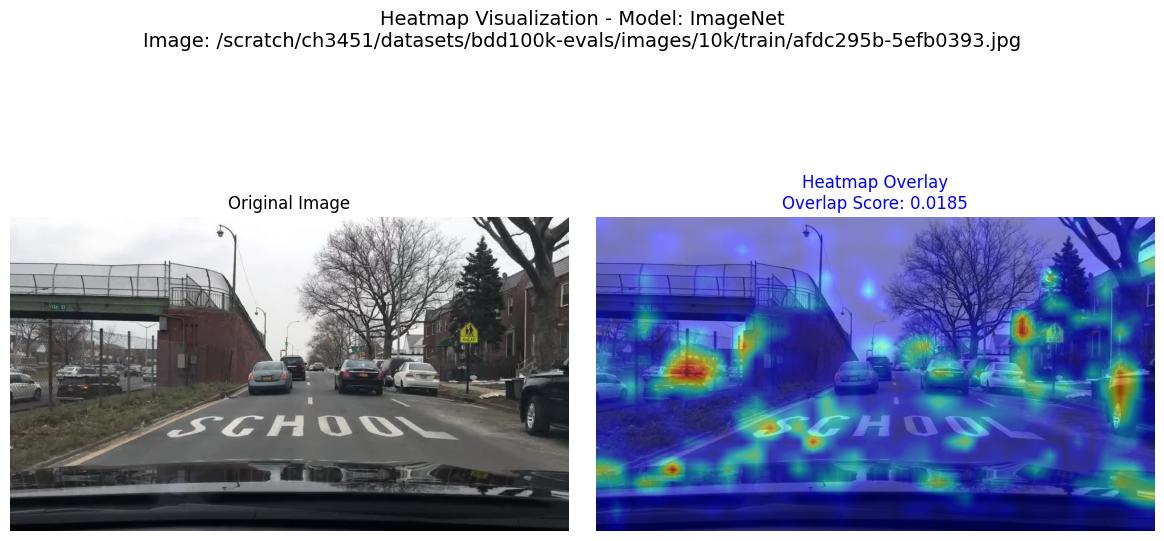 Heatmap Visualization - Model: ImageNet
Image: /scratch/ch3451/datasets/bdd100k-evals/images/10k/train/afdc295b-5efb0393.jpg
Original Image
Heatmap Overlay
Overlap Score: 0.0185
SCHOOL
SCHOOL